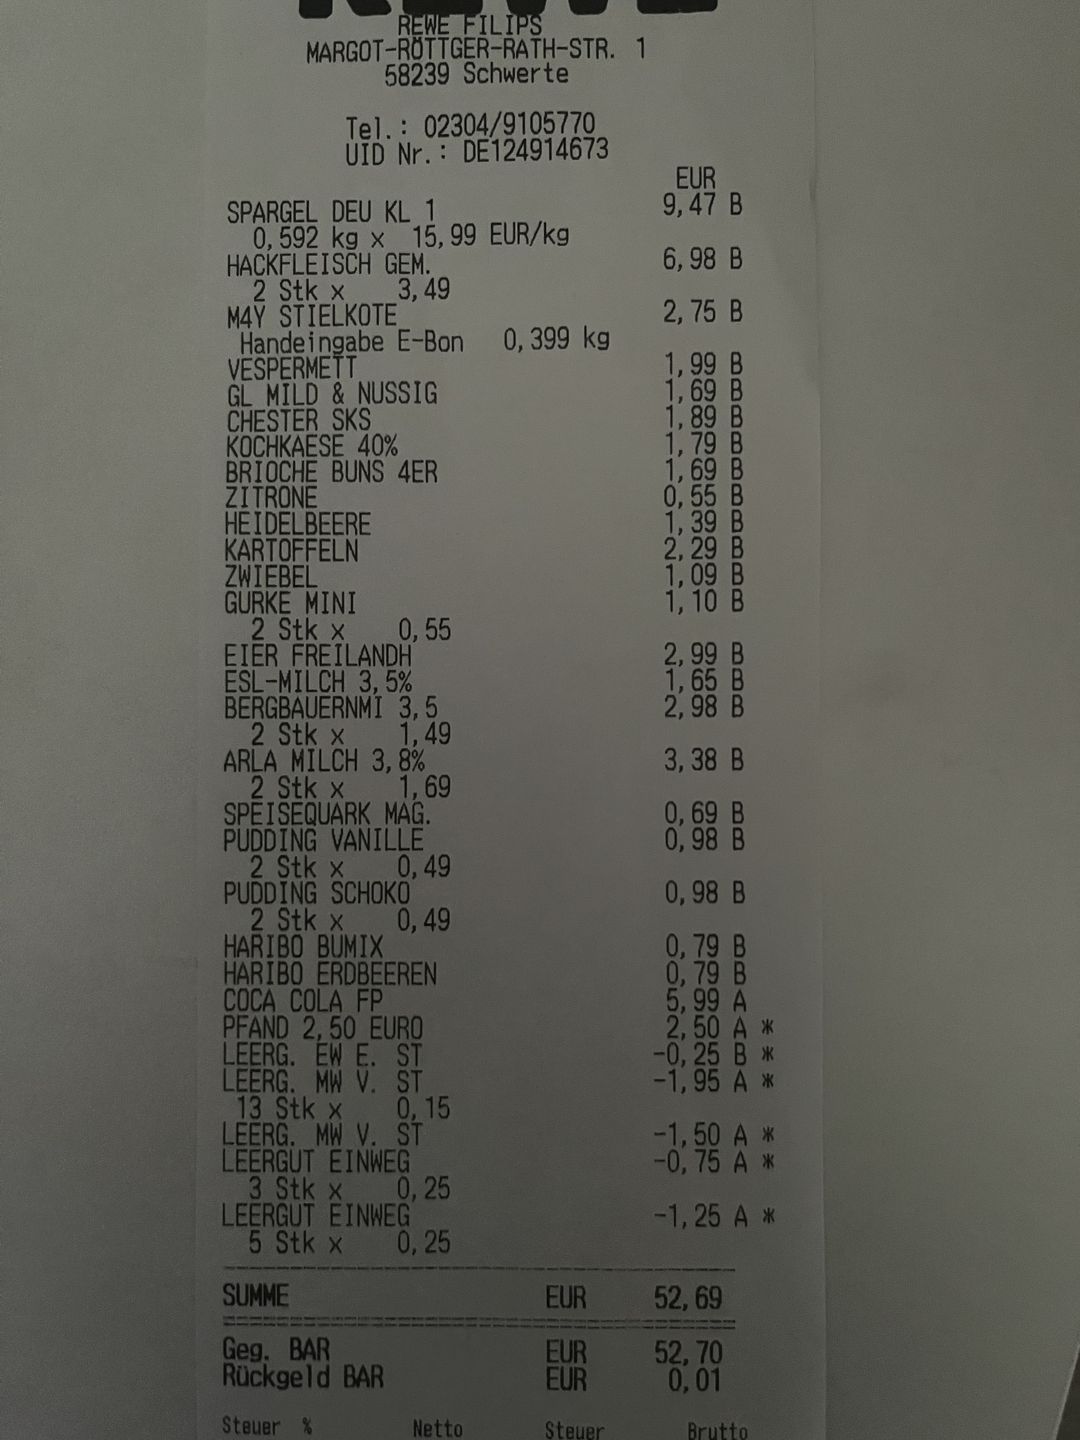 REWE FILIPS
MARGOT-RÖTTGER-RATH-STR. 1
58239 Schwerte
Tel.: 02304/9105770
UID Nr.: DE124914673
EUR
SPARGEL DEU KL 1 9,47 B
0,592 kg x 15,99 EUR/kg
HACKFLEISCH GEM. 6,98 B
2 Stk x 3,49
M4Y STIELKOTE 2,75 B
Handeingabe E-Bon 0,399 kg
VESPERMETT 1,99 B
GL MILD & NUSSIG 1,69 B
CHESTER SKS 1,89 B
KOCHKAESE 40% 1,79 B
BRIOCHE BUNS 4ER 1,69 B
ZITRONE 0,55 B
HEIDELBEERE 1,39 B
KARTOFFELN 2,29 B
ZWIEBEL 1,09 B
GURKE MINI 1,10 B
2 Stk x 0,55
EIER FREILANDH 2,99 B
ESL-MILCH 3,5% 1,65 B
BERGBAUERNMI 3,5 2,98 B
2 Stk x 1,49
ARLA MILCH 3,8% 3,38 B
2 Stk x 1,69
SPEISEQUARK MAG. 0,69 B
PUDDING VANILLE 0,98 B
2 Stk x 0,49
PUDDING SCHOKO 0,98 B
2 Stk x 0,49
HARIBO BUMIX 0,79 B
HARIBO ERDBEEREN 0,79 B
COCA COLA FP 5,99 A
PFAND 2,50 EURO 2,50 A *
LEERG. EW E. ST -0,25 B *
LEERG. MW V. ST -1,95 A *
13 Stk x 0,15
LEERG. MW V. ST -1,50 A *
LEERGUT EINWEG -0,75 A *
3 Stk x 0,25
LEERGUT EINWEG -1,25 A *
5 Stk x 0,25
SUMME EUR 52,69
Geg. BAR EUR 52,70
Rückgeld BAR EUR 0,01
Steuer % Netto Steuer Brutto